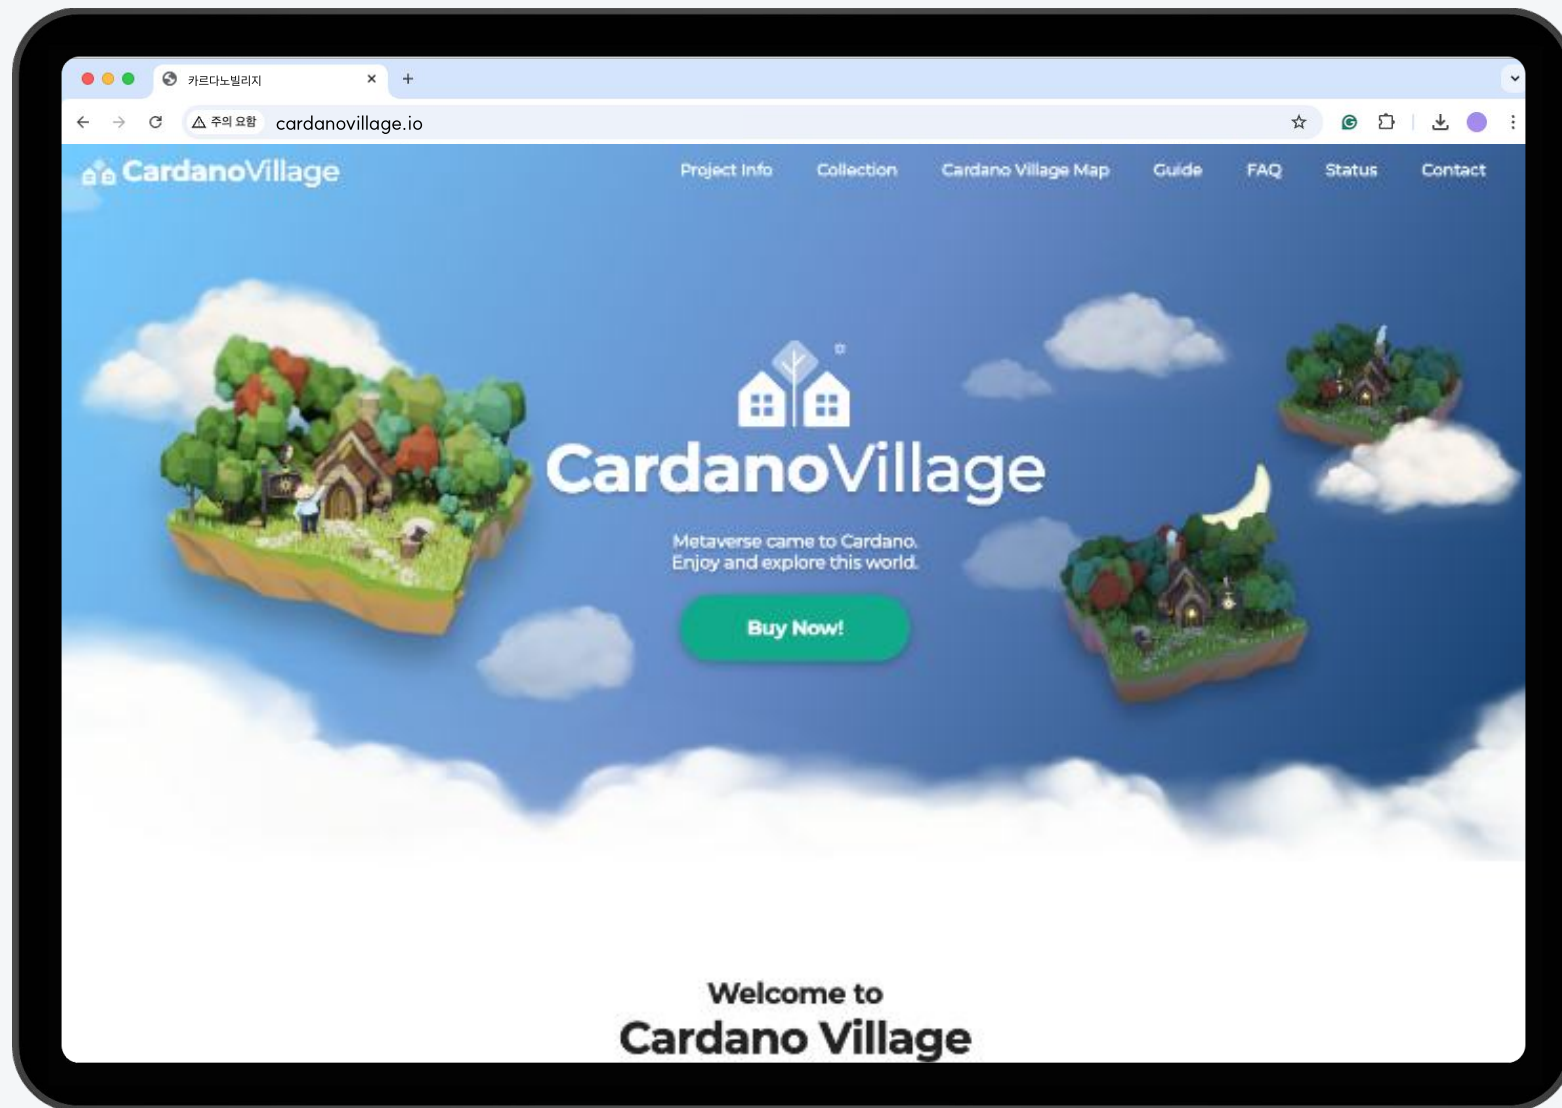 카르다노빌리지
주의 요함 cardanovillage.io
CardanoVillage
Project Info Collection Cardano Village Map Guide FAQ Status Contact
CardanoVillage
Metaverse came to Cardano.
Enjoy and explore this world.
Buy Now!
Welcome to
Cardano Village